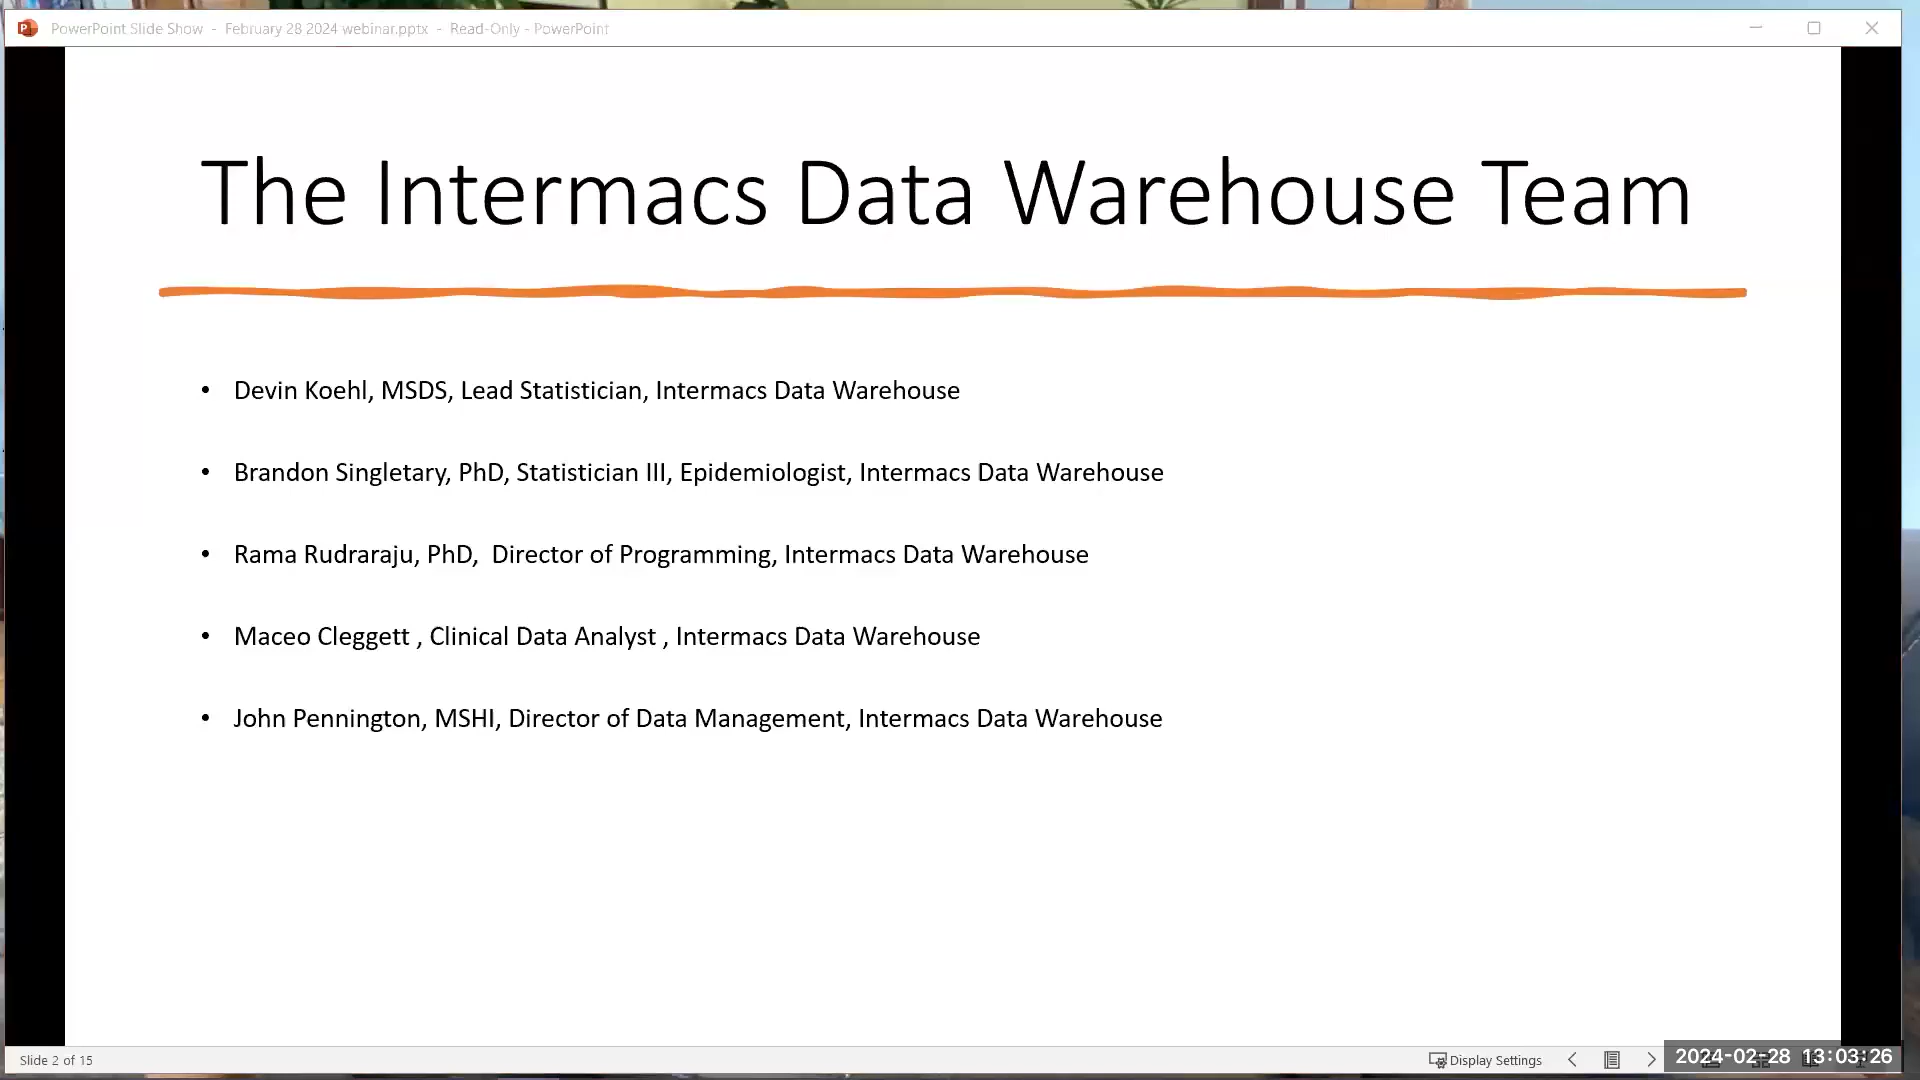 PowerPoint Slide Show - February 28 2024 webinar.pptx - Read-Only - PowerPoint
The Intermacs Data Warehouse Team
• Devin Koehl, MSDS, Lead Statistician, Intermacs Data Warehouse
• Brandon Singletary, PhD, Statistician III, Epidemiologist, Intermacs Data Warehouse
• Rama Rudraraju, PhD,  Director of Programming, Intermacs Data Warehouse
• Maceo Cleggett , Clinical Data Analyst , Intermacs Data Warehouse
• John Pennington, MSHI, Director of Data Management, Intermacs Data Warehouse
Slide 2 of 15
Display Settings
2024-02-28 13:03:26